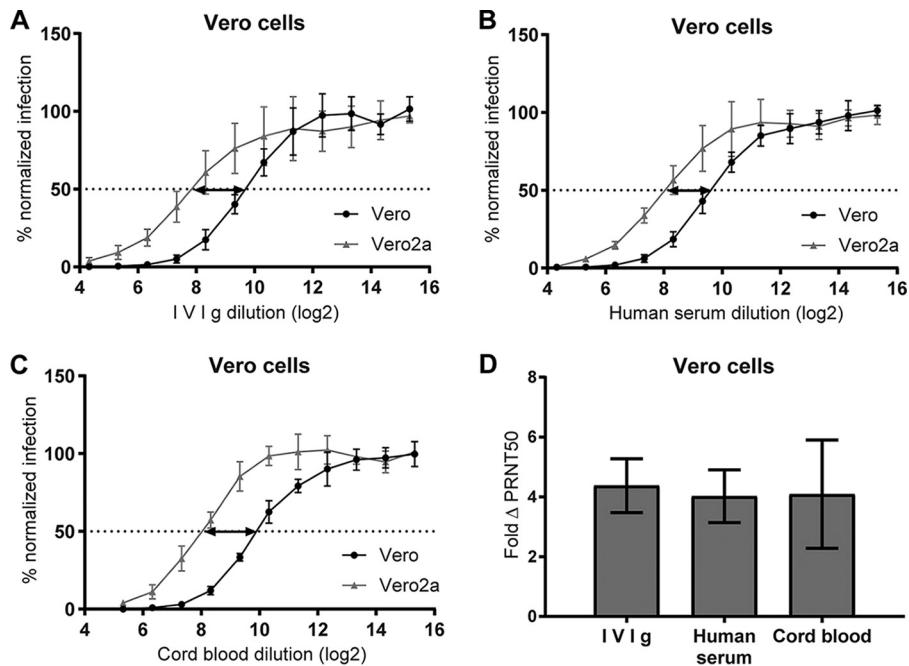 A
Vero cells
% normalized infection
150
100
50
0
Vero
Vero2a
4 6 8 10 12 14 16
I V I g dilution (log2)
B
Vero cells
% normalized infection
150
100
50
0
Vero
Vero2a
4 6 8 10 12 14 16
Human serum dilution (log2)
C
Vero cells
% normalized infection
150
100
50
0
Vero
Vero2a
4 6 8 10 12 14 16
Cord blood dilution (log2)
D
Vero cells
Fold Δ PRNT50
8
6
4
2
0
I V I g Human Cord blood
serum